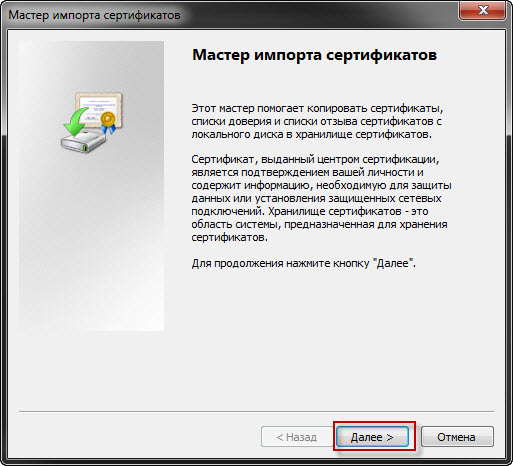 Мастер импорта сертификатов
Мастер импорта сертификатов
Этот мастер помогает копировать сертификаты,
списки доверия и списки отзыва сертификатов с
локального диска в хранилище сертификатов.
Сертификат, выданный центром сертификации,
является подтверждением вашей личности и
содержит информацию, необходимую для защиты
данных или установления защищенных сетевых
подключений. Хранилище сертификатов - это
область системы, предназначенная для хранения
сертификатов.
Для продолжения нажмите кнопку "Далее".
< Назад
Далее >
Отмена